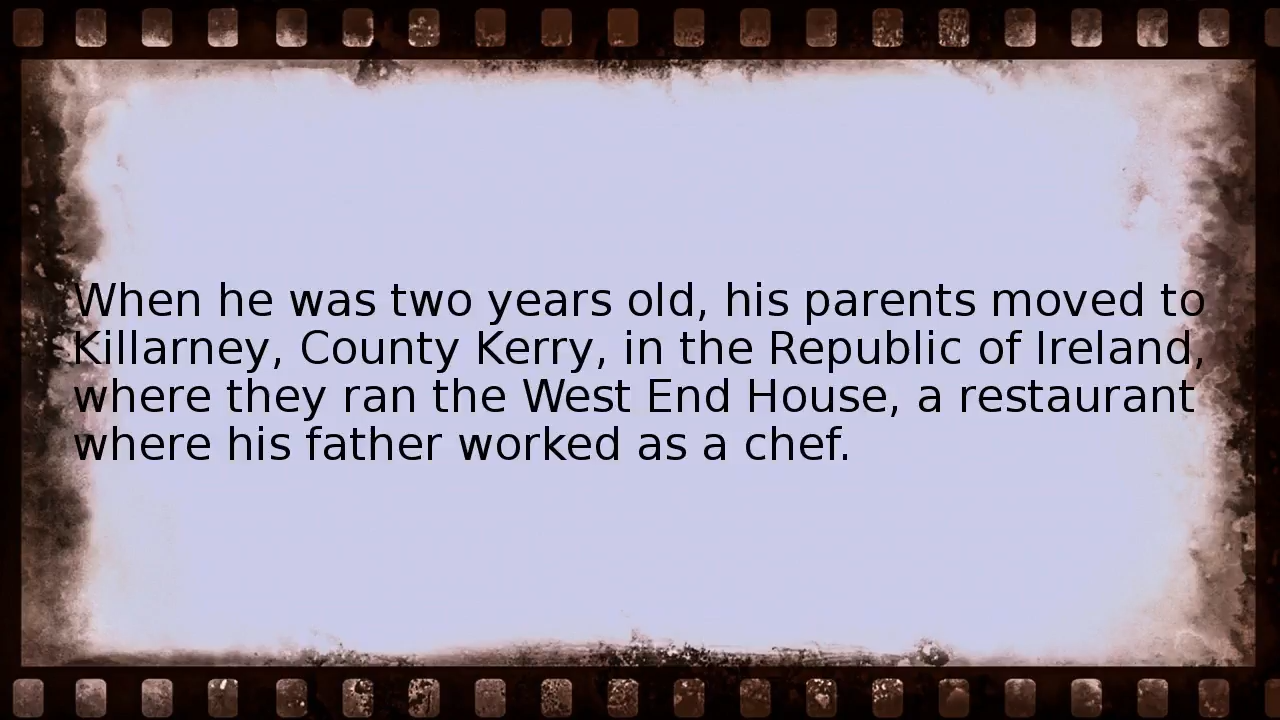 When he was two years old, his parents moved to
Killarney, County Kerry, in the Republic of Ireland,
where they ran the West End House, a restaurant
where his father worked as a chef.